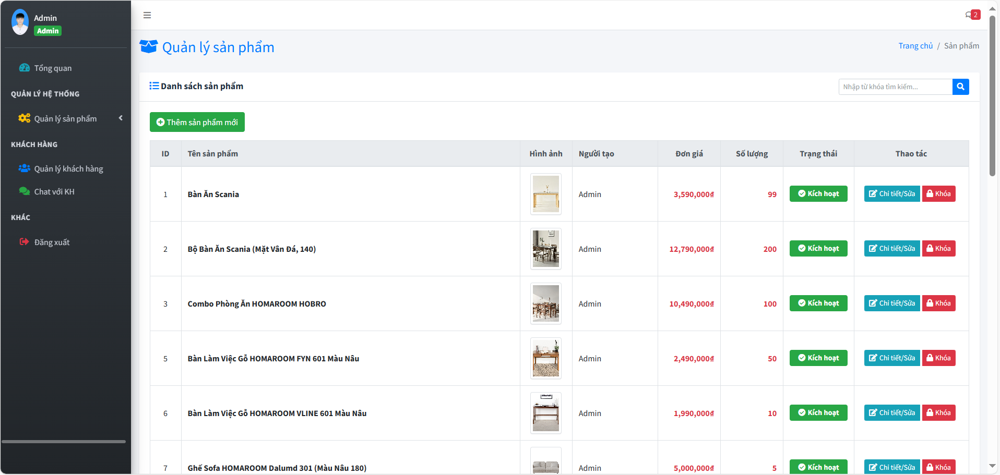 Admin
Admin
2
Quản lý sản phẩm
Trang chủ / Sản phẩm
Tổng quan
QUẢN LÝ HỆ THỐNG
Quản lý sản phẩm
KHÁCH HÀNG
Quản lý khách hàng
Chat với KH
KHÁC
Đăng xuất
Danh sách sản phẩm
Nhập từ khóa tìm kiếm...
Thêm sản phẩm mới
ID Tên sản phẩm Hình ảnh Người tạo Đơn giá Số lượng Trạng thái Thao tác
1 Bàn Ăn Scania Admin 3,590,000₫ 99 Kích hoạt Chi tiết/Sửa Khóa
2 Bộ Bàn Ăn Scania (Mặt Vân Đá, 140) Admin 12,790,000₫ 200 Kích hoạt Chi tiết/Sửa Khóa
3 Combo Phòng Ăn HOMAROOM HOBRO Admin 10,490,000₫ 100 Kích hoạt Chi tiết/Sửa Khóa
5 Bàn Làm Việc Gỗ HOMAROOM FYN 601 Màu Nâu Admin 2,490,000₫ 50 Kích hoạt Chi tiết/Sửa Khóa
6 Bàn Làm Việc Gỗ HOMAROOM VLINE 601 Màu Nâu Admin 1,990,000₫ 10 Kích hoạt Chi tiết/Sửa Khóa
7 Ghế Sofa HOMAROOM Dalumd 301 (Màu Nâu 180) Admin 5,000,000₫ 5 Kích hoạt Chi tiết/Sửa Khóa